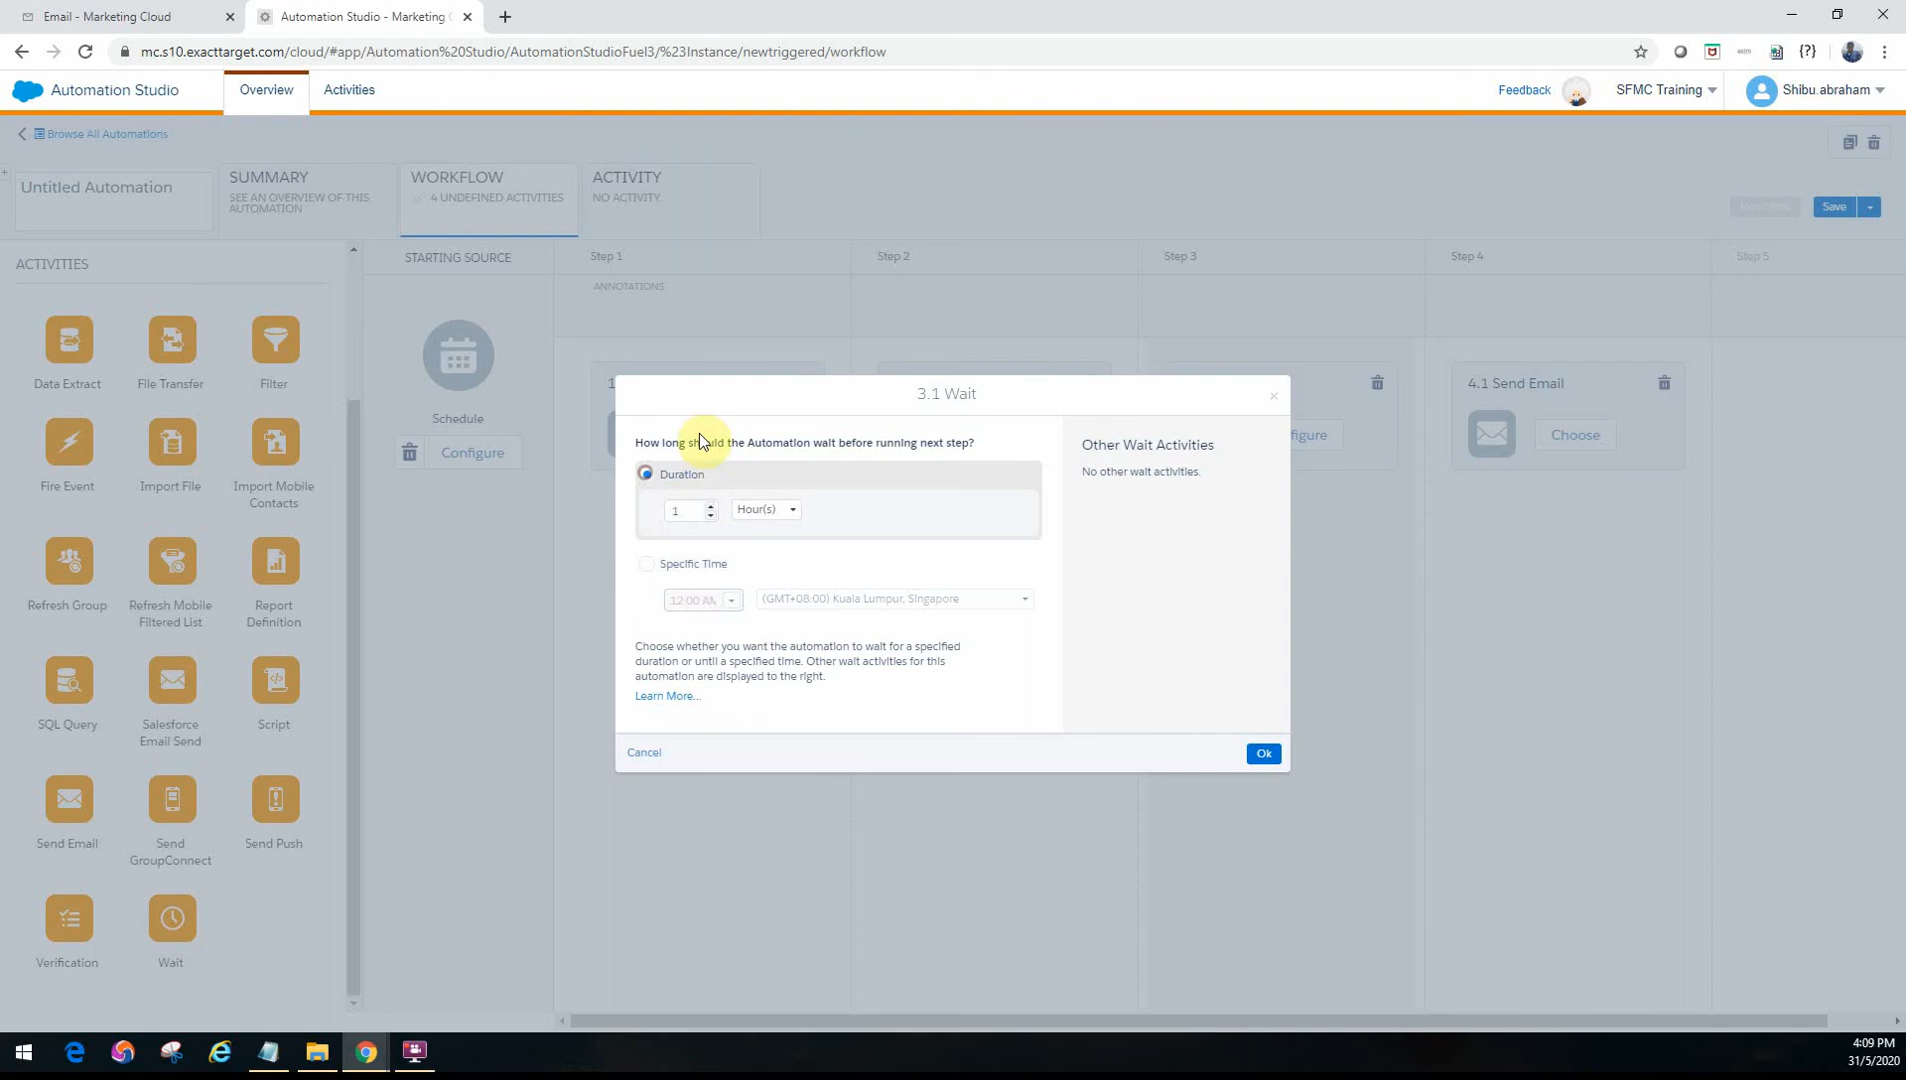 Email - Marketing Cloud
Automation Studio - Marketing C
mc.s10.exacttarget.com/cloud/#app/Automation%20Studio/AutomationStudioFuel3/%23Instance/newtriggered/workflow
Automation Studio
Overview
Activities
Feedback
SFMC Training
Shibu.abraham
Browse All Automations
Untitled Automation
SUMMARY
SEE AN OVERVIEW OF THIS
AUTOMATION
WORKFLOW
4 UNDEFINED ACTIVITIES
ACTIVITY
NO ACTIVITY.
Save
ACTIVITIES
STARTING SOURCE
Step 1
Step 2
Step 3
Step 4
Step 5
ANNOTATIONS
Data Extract
File Transfer
Filter
Fire Event
Import File
Import Mobile
Contacts
Refresh Group
Refresh Mobile
Filtered List
Report
Definition
SQL Query
Salesforce
Email Send
Script
Send Email
Send
GroupConnect
Send Push
Verification
Wait
Schedule
Configure
1
figure
4.1 Send Email
Choose
3.1 Wait
How long should the Automation wait before running next step?
Duration
1
Hour(s)
Specific Time
12:00 AM
(GMT+08:00) Kuala Lumpur, Singapore
Choose whether you want the automation to wait for a specified
duration or until a specified time. Other wait activities for this
automation are displayed to the right.
Learn More...
Other Wait Activities
No other wait activities.
Cancel
Ok
4:09 PM
31/5/2020